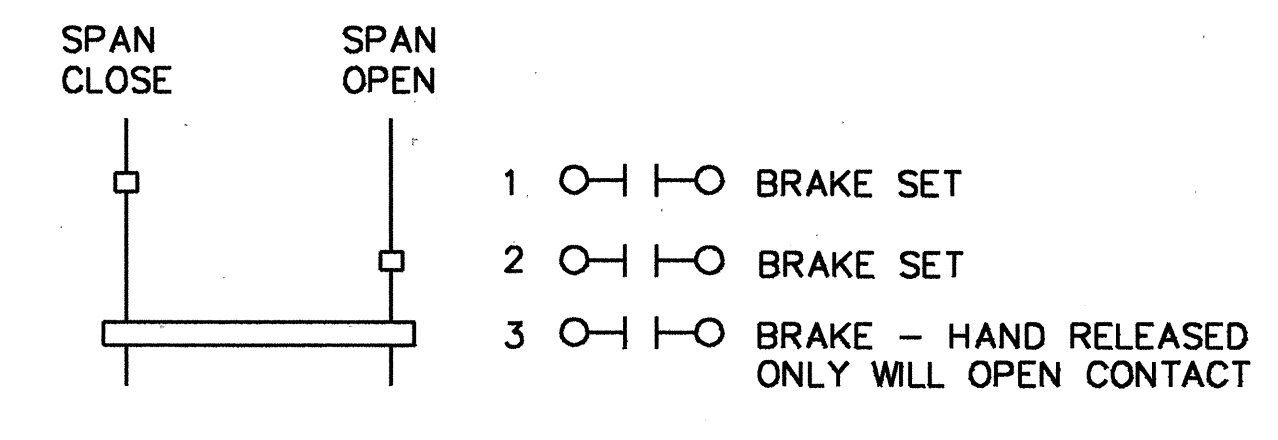 SPAN CLOSE
SPAN OPEN
1 BRAKE SET
2 BRAKE SET
3 BRAKE – HAND RELEASED
ONLY WILL OPEN CONTACT